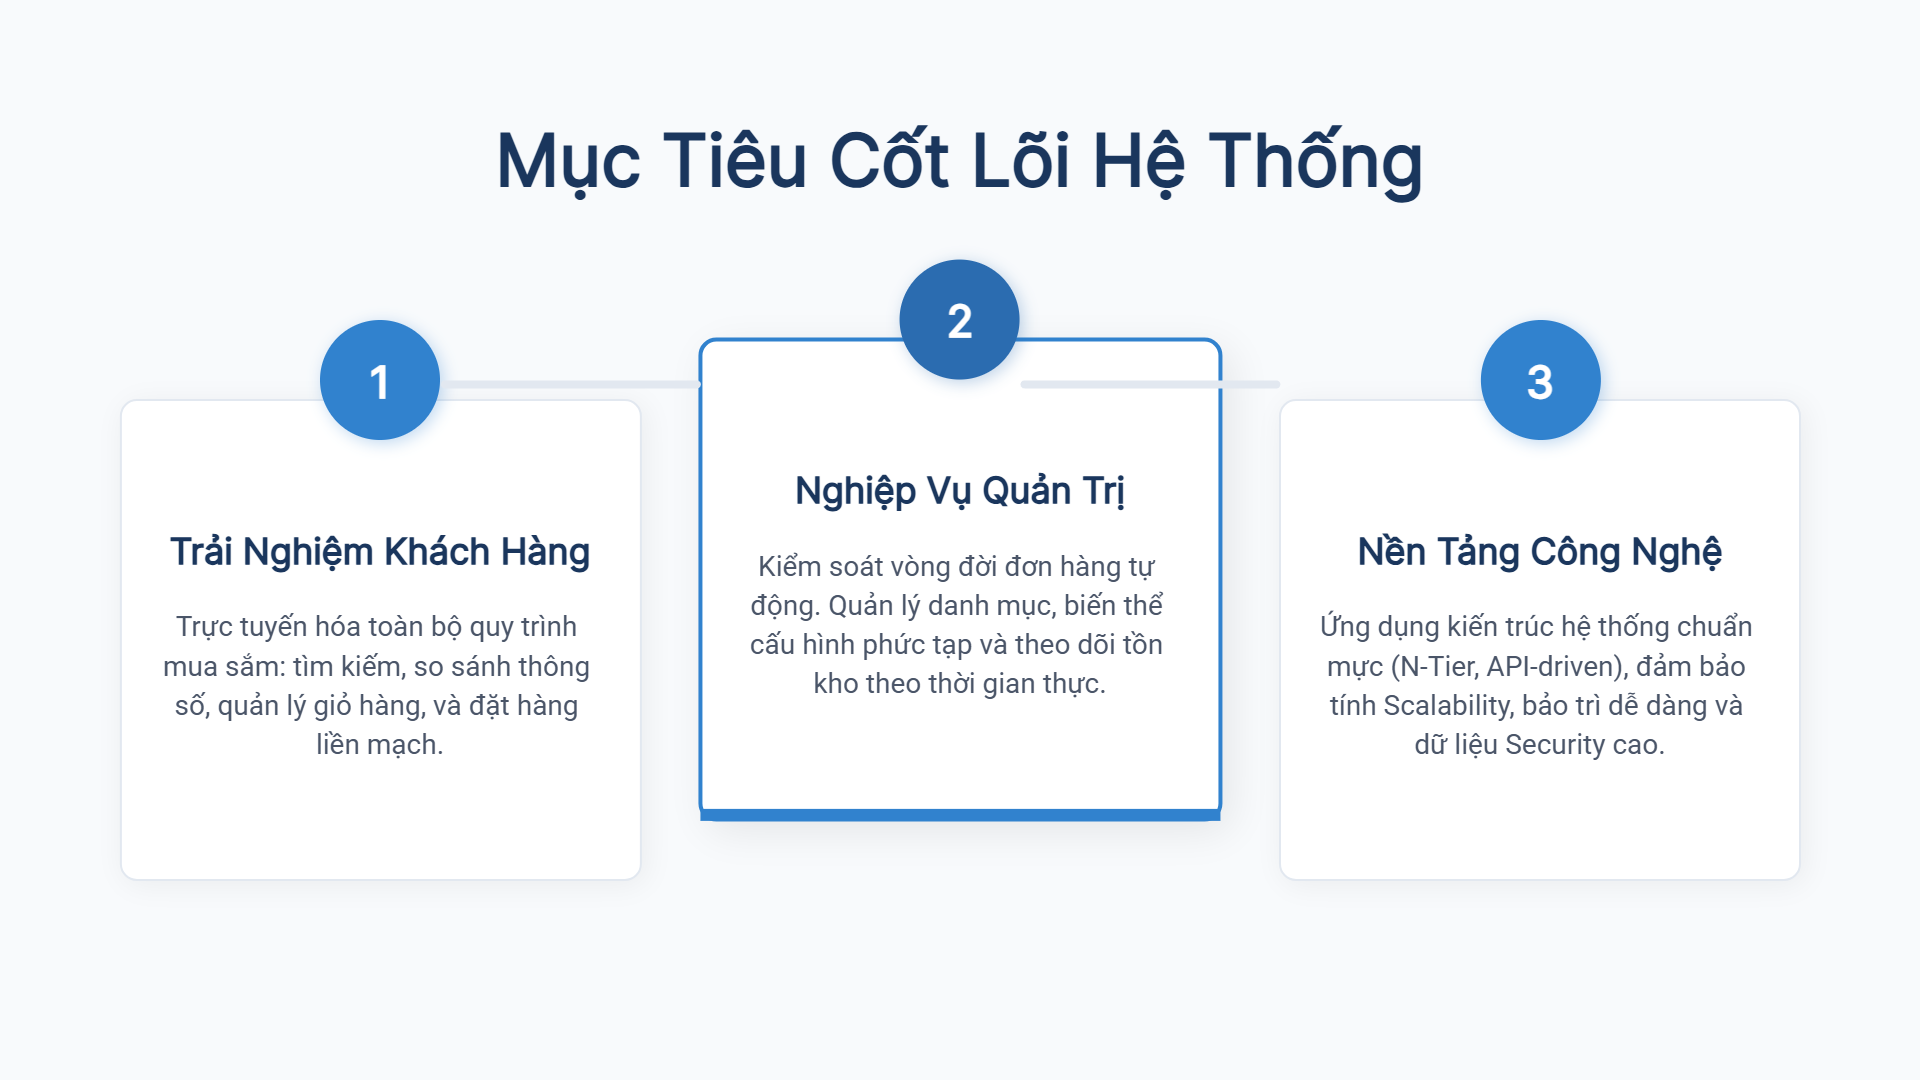 Mục Tiêu Cốt Lõi Hệ Thống
1
Trải Nghiệm Khách Hàng
Trực tuyến hóa toàn bộ quy trình
mua sắm: tìm kiếm, so sánh thông
số, quản lý giỏ hàng, và đặt hàng
liền mạch.
2
Nghiệp Vụ Quản Trị
Kiểm soát vòng đời đơn hàng tự
động. Quản lý danh mục, biến thể
cấu hình phức tạp và theo dõi tồn
kho theo thời gian thực.
3
Nền Tảng Công Nghệ
Ứng dụng kiến trúc hệ thống chuẩn
mực (N-Tier, API-driven), đảm bảo
tính Scalability, bảo trì dễ dàng và
dữ liệu Security cao.